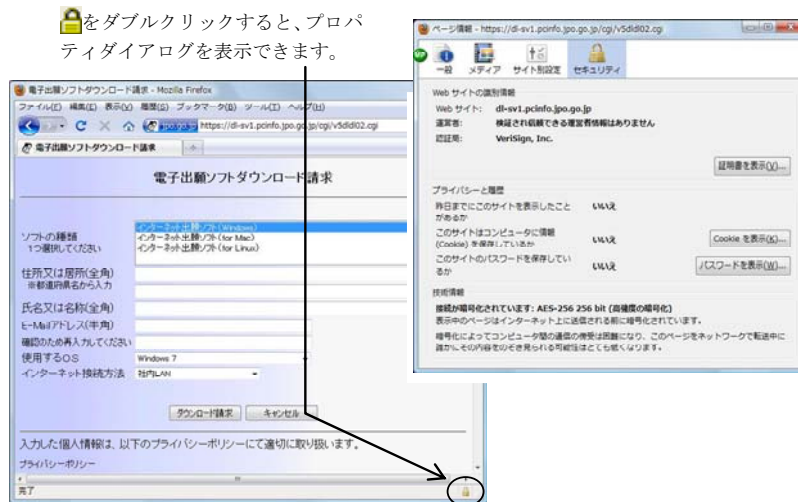 をダブルクリックすると、プロパ
ティダイアログを表示できます。
電子出願ソフトダウンロード請求 - Mozilla Firefox
ファイル(F) 編集(E) 表示(V) 履歴(S) ブックマーク(B) ツール(T) ヘルプ(H)
https://dl-sv1.pcinfo.jpo.go.jp/cgi/v5didl02.cgi
電子出願ソフトダウンロード請求
電子出願ソフトダウンロード請求
ソフトの種類
1つ選択してください
インターネット出願ソフト(Windows)
インターネット出願ソフト(for Mac)
インターネット出願ソフト(for Linux)
住所又は居所(全角)
※都道府県名から入力
氏名又は名称(全角)
E-Mailアドレス(半角)
確認のため再入力してください
使用するOS Windows 7
インターネット接続方法 社内LAN
ダウンロード請求 キャンセル
入力した個人情報は、以下のプライバシーポリシーにて適切に取り扱います。
プライバシーポリシー
完了
ページ情報 - https://dl-sv1.pcinfo.jpo.go.jp/cgi/v5didl02.cgi
一般 メディア サイト別設定 セキュリティ
Web サイトの識別情報
Web サイト: dl-sv1.pcinfo.jpo.go.jp
運営者: 検証され信頼できる運営者情報はありません
認証局: VeriSign, Inc.
証明書を表示(V)...
プライバシーと履歴
昨日までにこのサイトを表示したこと
があるか
いいえ
このサイトはコンピュータに情報
(Cookie) を保存しているか
いいえ
Cookie を表示(K)...
このサイトのパスワードを保存してい
るか
いいえ
パスワードを表示(W)...
技術情報
接続が暗号化されています: AES-256 256 bit (高強度の暗号化)
表示中のページはインターネット上に送信される前に暗号化されています。
暗号化によってコンピュータ間の通信の傍受は困難になり、このページをネットワークで転送中に
誰かにその内容をのぞき見られる可能性はとても低くなります。